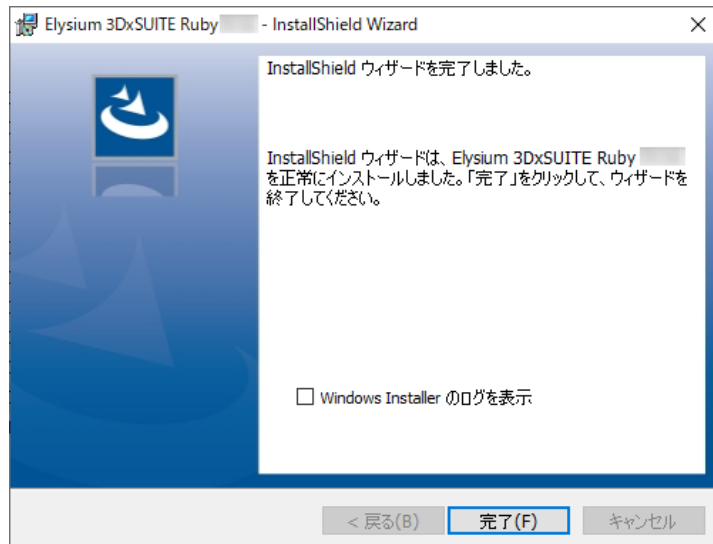 Elysium 3DxSUITE Ruby - InstallShield Wizard
InstallShield ウィザードを完了しました。
InstallShield ウィザードは、Elysium 3DxSUITE Ruby
を正常にインストールしました。「完了」をクリックして、ウィザードを
終了してください。
Windows Installer のログを表示
< 戻る(B)
完了(F)
キャンセル